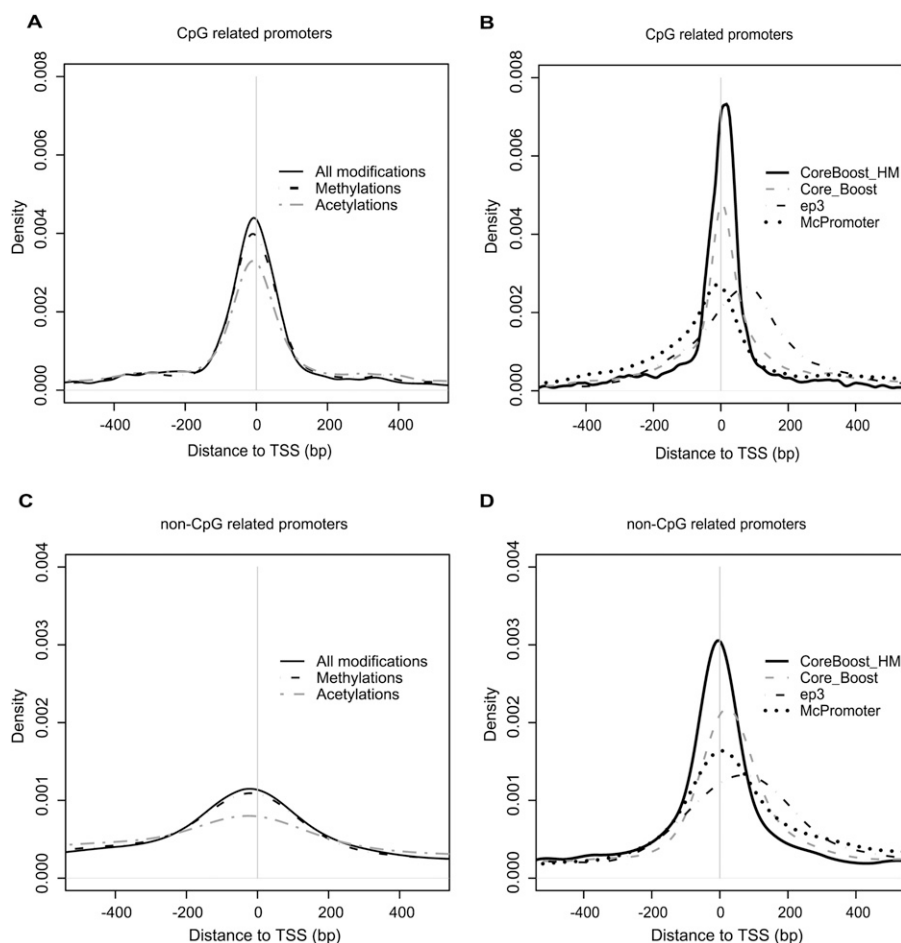 A
CpG related promoters
Density
0.000 0.002 0.004 0.006 0.008
All modifications
Methylations
Acetylations
-400 -200 0 200 400
Distance to TSS (bp)
B
CpG related promoters
Density
0.000 0.002 0.004 0.006 0.008
CoreBoost_HM
Core_Boost
ep3
McPromoter
-400 -200 0 200 400
Distance to TSS (bp)
C
non-CpG related promoters
Density
0.000 0.001 0.002 0.003 0.004
All modifications
Methylations
Acetylations
-400 -200 0 200 400
Distance to TSS (bp)
D
non-CpG related promoters
Density
0.000 0.001 0.002 0.003 0.004
CoreBoost_HM
Core_Boost
ep3
McPromoter
-400 -200 0 200 400
Distance to TSS (bp)